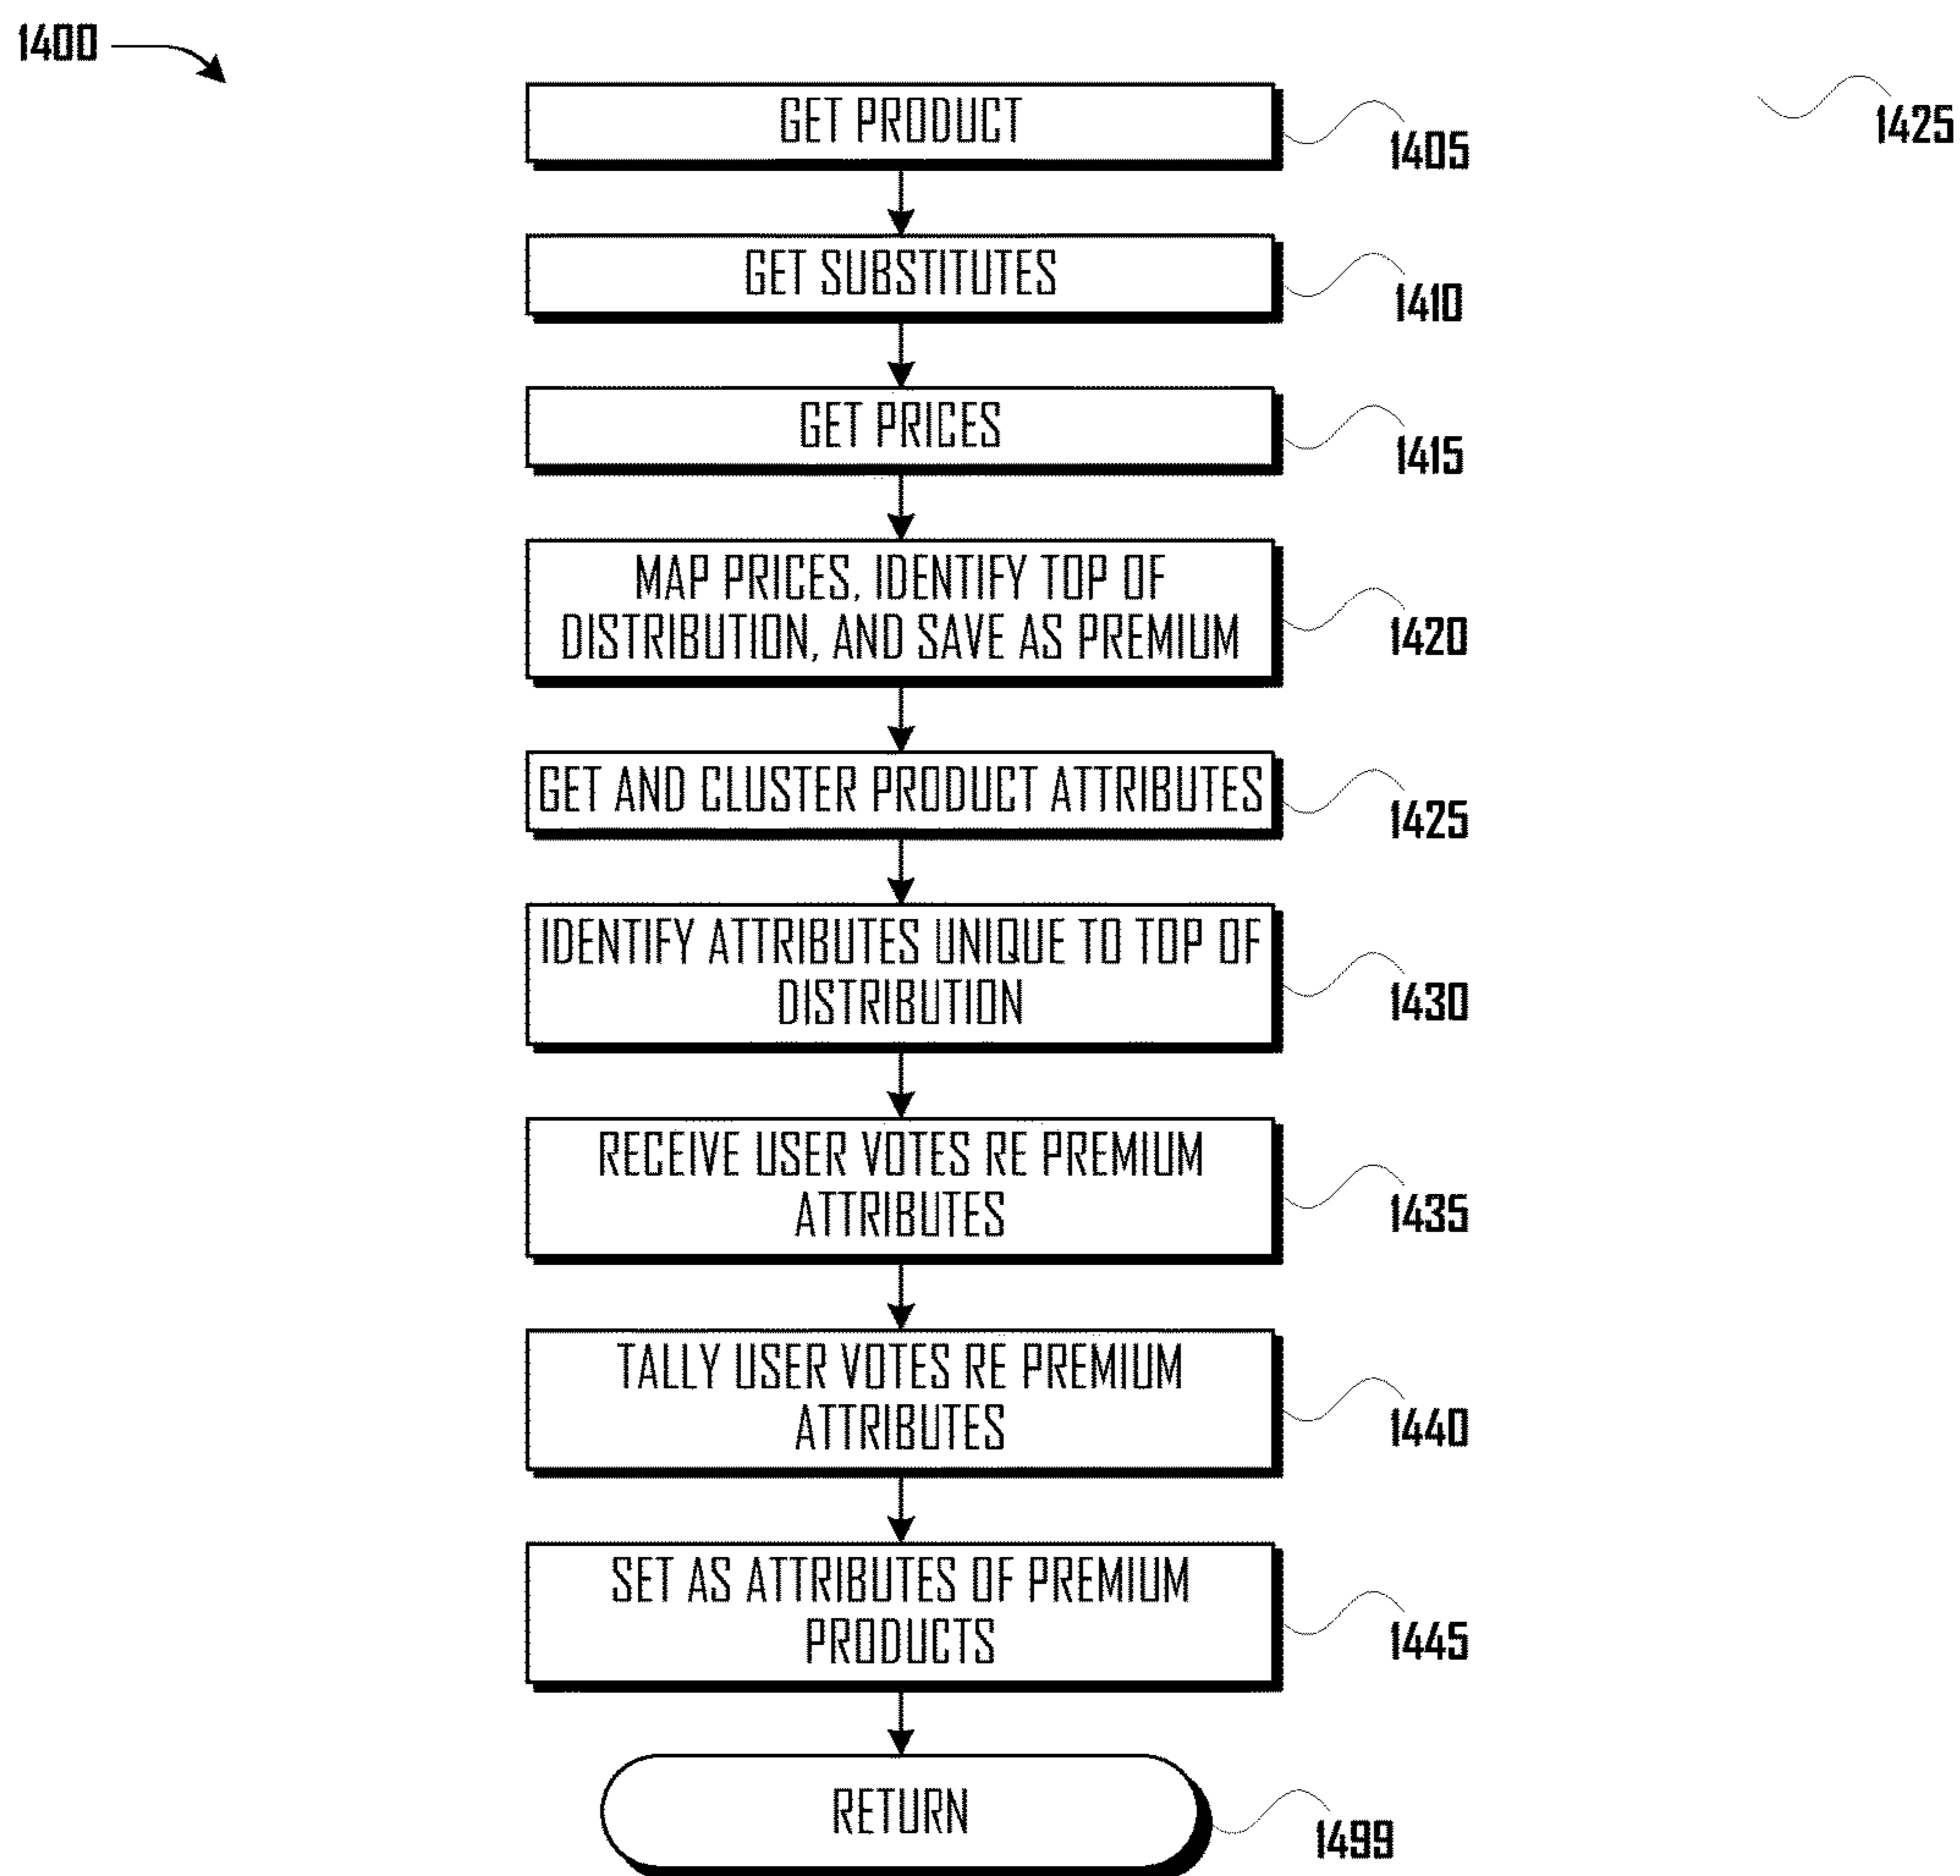 1400
1425
GET PRODUCT
1405
GET SUBSTITUTES
1410
GET PRICES
1415
MAP PRICES, IDENTIFY TOP OF
DISTRIBUTION, AND SAVE AS PREMIUM
1420
GET AND CLUSTER PRODUCT ATTRIBUTES
1425
IDENTIFY ATTRIBUTES UNIQUE TO TOP OF
DISTRIBUTION
1430
RECEIVE USER VOTES RE PREMIUM
ATTRIBUTES
1435
TALLY USER VOTES RE PREMIUM
ATTRIBUTES
1440
SET AS ATTRIBUTES OF PREMIUM
PRODUCTS
1445
RETURN
1499